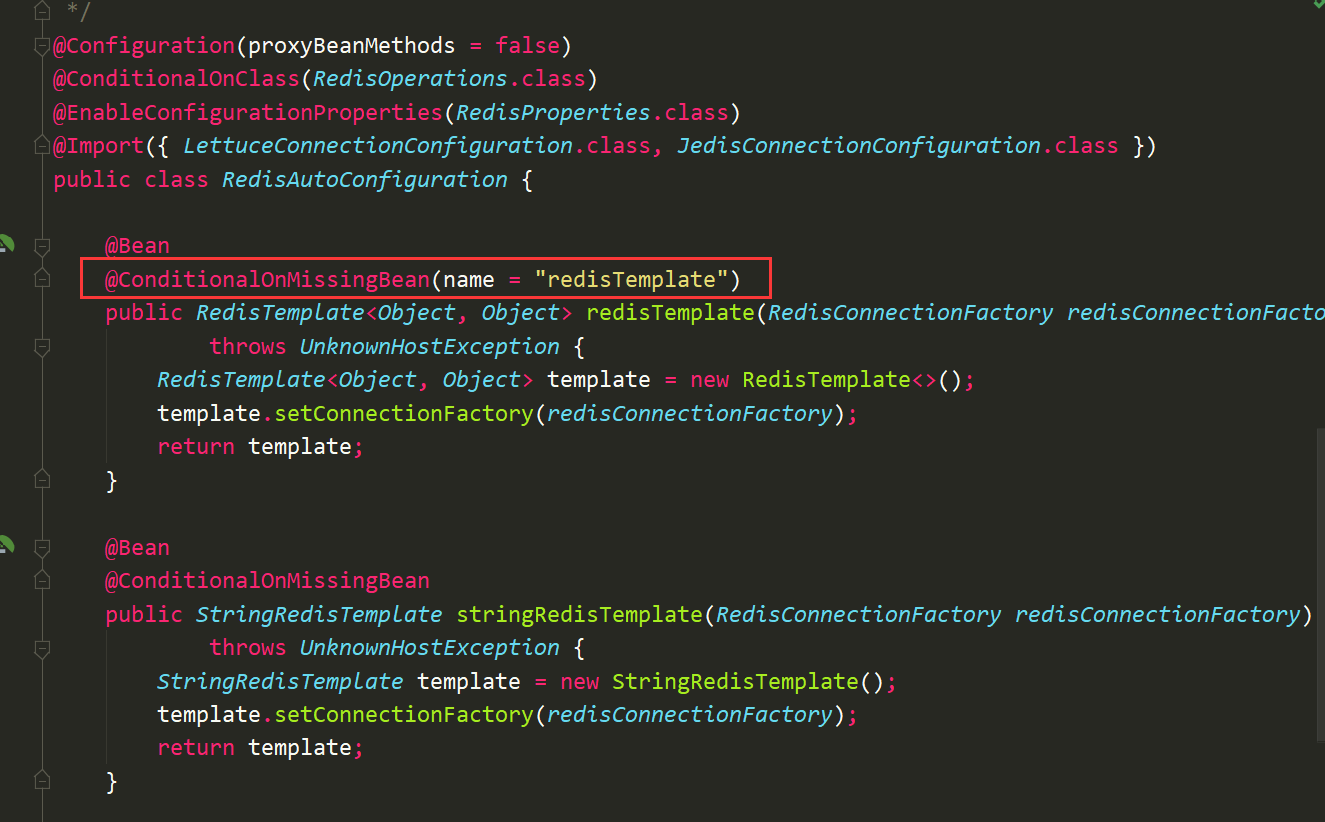 */
@Configuration(proxyBeanMethods = false)
@ConditionalOnClass(RedisOperations.class)
@EnableConfigurationProperties(RedisProperties.class)
@Import({ LettuceConnectionConfiguration.class, JedisConnectionConfiguration.class })
public class RedisAutoConfiguration {
@Bean
@ConditionalOnMissingBean(name = "redisTemplate")
public RedisTemplate<Object, Object> redisTemplate(RedisConnectionFactory redisConnectionFacto
throws UnknownHostException {
RedisTemplate<Object, Object> template = new RedisTemplate<>();
template.setConnectionFactory(redisConnectionFactory);
return template;
}
@Bean
@ConditionalOnMissingBean
public StringRedisTemplate stringRedisTemplate(RedisConnectionFactory redisConnectionFactory)
throws UnknownHostException {
StringRedisTemplate template = new StringRedisTemplate();
template.setConnectionFactory(redisConnectionFactory);
return template;
}